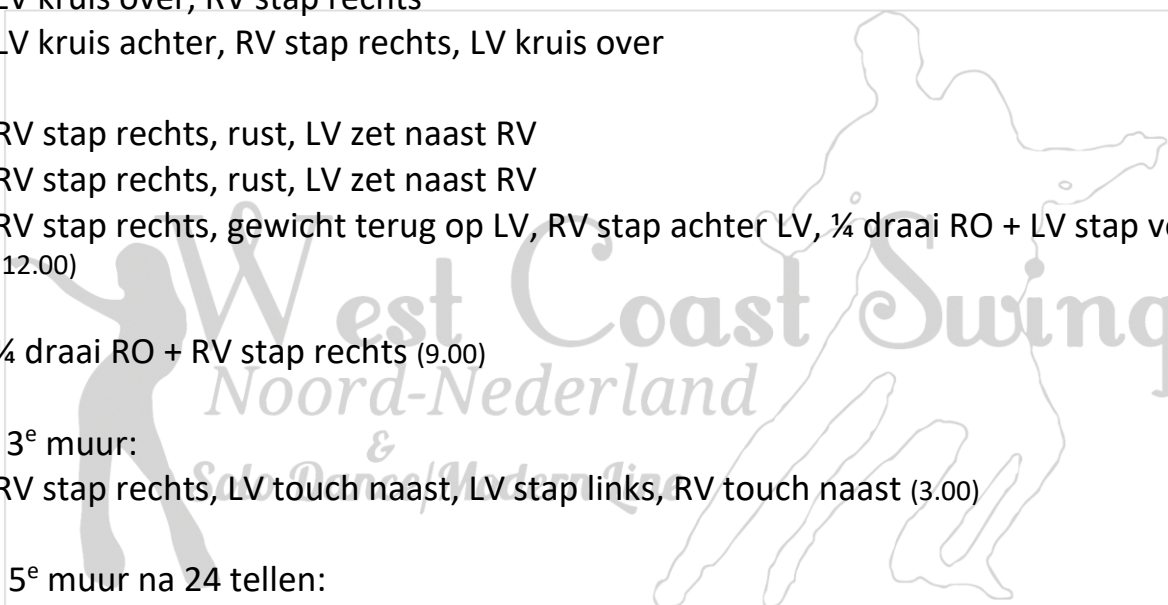 LV kruis over, RV stap rechts
LV kruis achter, RV stap rechts, LV kruis over
RV stap rechts, rust, LV zet naast RV
RV stap rechts, rust, LV zet naast RV
RV stap rechts, gewicht terug op LV, RV stap achter LV, ¼ draai RO + LV stap
12.00)
West Coast Swing
¼ draai RO + RV stap rechts (9.00)
Noord-Nederland
3e muur:
&
Solo Dance/Modern Line
RV stap rechts, LV touch naast, LV stap links, RV touch naast (3.00)
5e muur na 24 tellen: